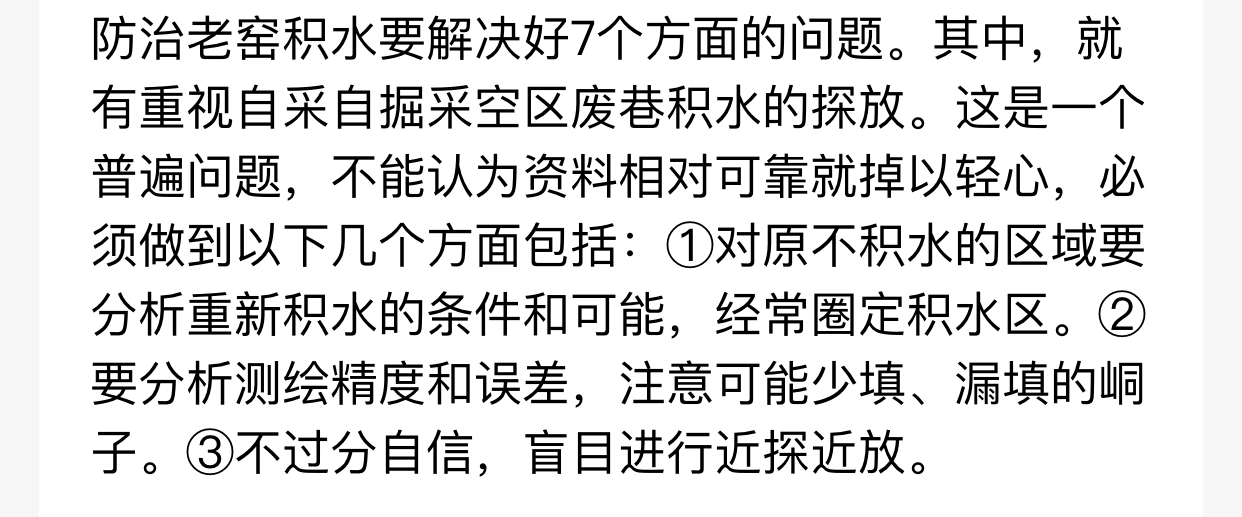 防治老窑积水要解决好7个方面的问题。其中，就
有重视自采自掘采空区废巷积水的探放。这是一个
普遍问题，不能认为资料相对可靠就掉以轻心，必
须做到以下几个方面包括：①对原不积水的区域要
分析重新积水的条件和可能，经常圈定积水区。②
要分析测绘精度和误差，注意可能少填、漏填的峒
子。③不过分自信，盲目进行近探近放。